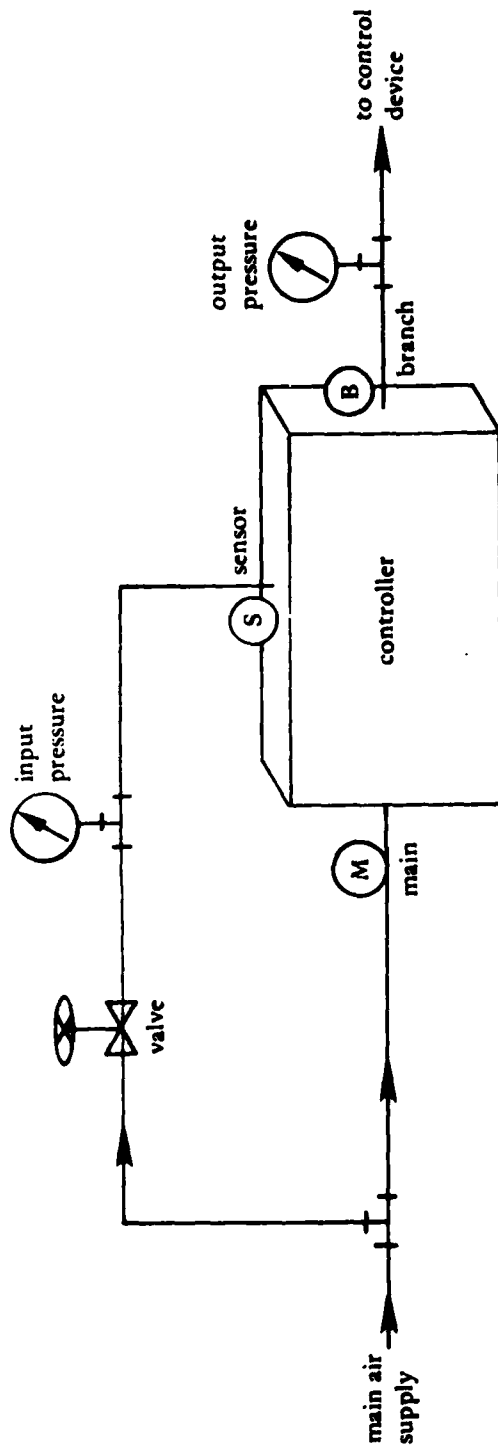 main air
supply
valve
input
pressure
M
main
S
sensor
controller
B
branch
output
pressure
to control
device